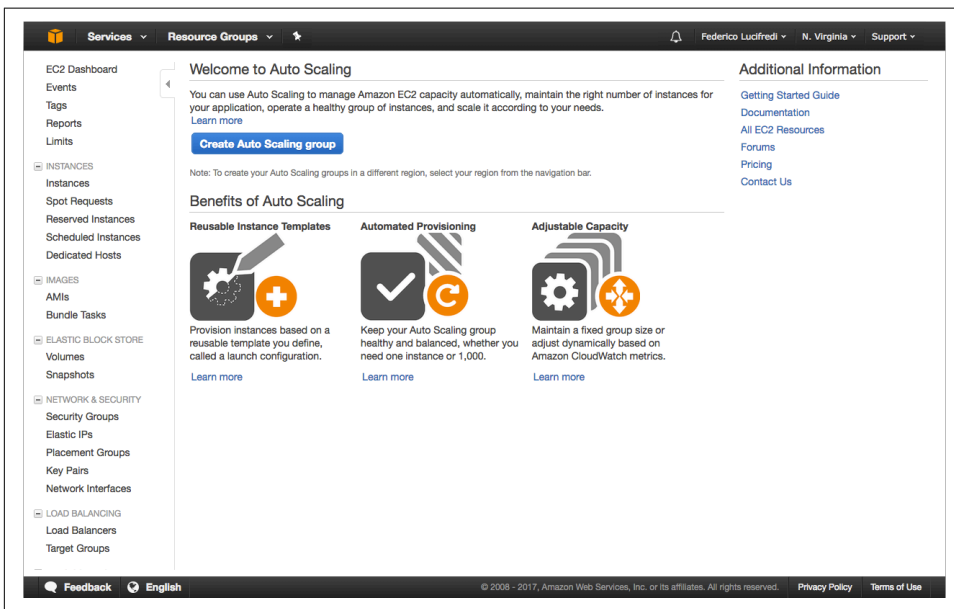 Services
Resource Groups
Federico Lucifredi
N. Virginia
Support
EC2 Dashboard
Events
Tags
Reports
Limits
INSTANCES
Instances
Spot Requests
Reserved Instances
Scheduled Instances
Dedicated Hosts
IMAGES
AMIs
Bundle Tasks
ELASTIC BLOCK STORE
Volumes
Snapshots
NETWORK & SECURITY
Security Groups
Elastic IPs
Placement Groups
Key Pairs
Network Interfaces
LOAD BALANCING
Load Balancers
Target Groups
Welcome to Auto Scaling
You can use Auto Scaling to manage Amazon EC2 capacity automatically, maintain the right number of instances for
your application, operate a healthy group of instances, and scale it according to your needs.
Learn more
Create Auto Scaling group
Note: To create your Auto Scaling groups in a different region, select your region from the navigation bar.
Benefits of Auto Scaling
Reusable Instance Templates
Provision instances based on a
reusable template you define,
called a launch configuration.
Learn more
Automated Provisioning
Keep your Auto Scaling group
healthy and balanced, whether you
need one instance or 1,000.
Learn more
Adjustable Capacity
Maintain a fixed group size or
adjust dynamically based on
Amazon CloudWatch metrics.
Learn more
Additional Information
Getting Started Guide
Documentation
All EC2 Resources
Forums
Pricing
Contact Us
Feedback
English
© 2008 - 2017, Amazon Web Services, Inc. or its affiliates. All rights reserved.
Privacy Policy
Terms of Use